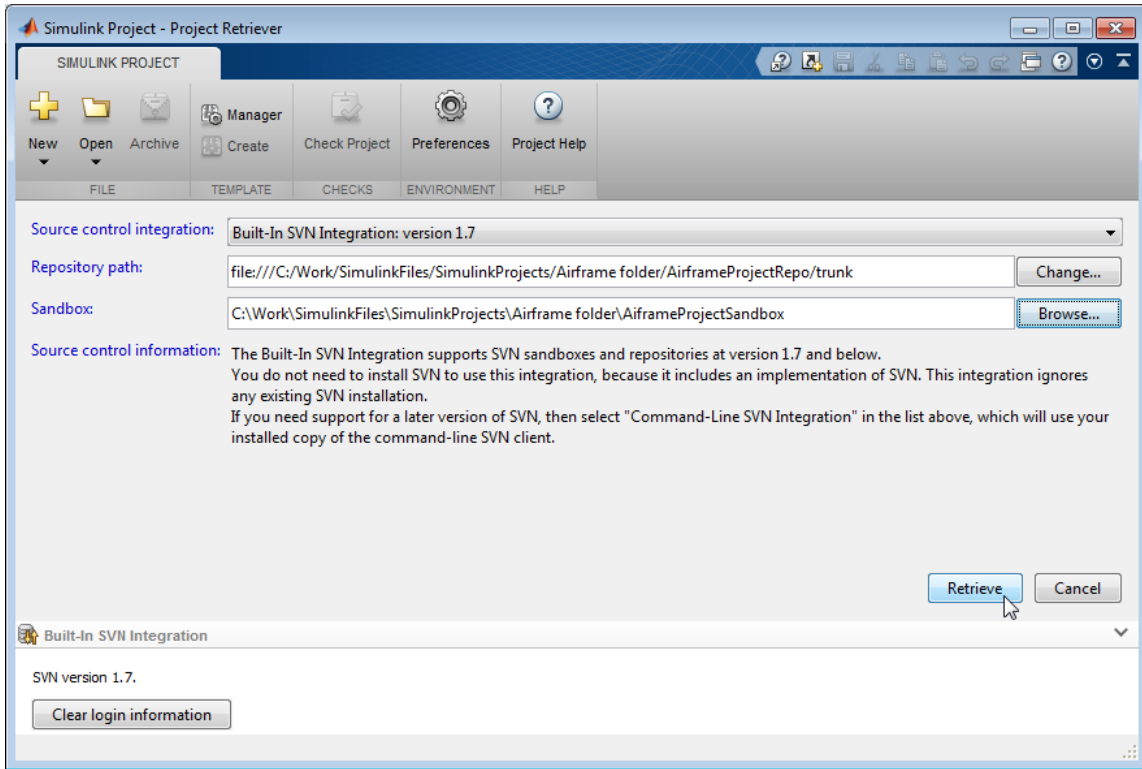 Simulink Project - Project Retriever
SIMULINK PROJECT
New
Open
Archive
Manager
Create
Check Project
Preferences
Project Help
FILE
TEMPLATE
CHECKS
ENVIRONMENT
HELP
Source control integration: Built-In SVN Integration: version 1.7
Repository path: file:///C:/Work/SimulinkFiles/SimulinkProjects/Airframe folder/AirframeProjectRepo/trunk Change...
Sandbox: C:\Work\SimulinkFiles\SimulinkProjects\Airframe folder\AiframeProjectSandbox Browse...
Source control information: The Built-In SVN Integration supports SVN sandboxes and repositories at version 1.7 and below.
You do not need to install SVN to use this integration, because it includes an implementation of SVN. This integration ignores
any existing SVN installation.
If you need support for a later version of SVN, then select "Command-Line SVN Integration" in the list above, which will use your
installed copy of the command-line SVN client.
Retrieve Cancel
Built-In SVN Integration
SVN version 1.7.
Clear login information